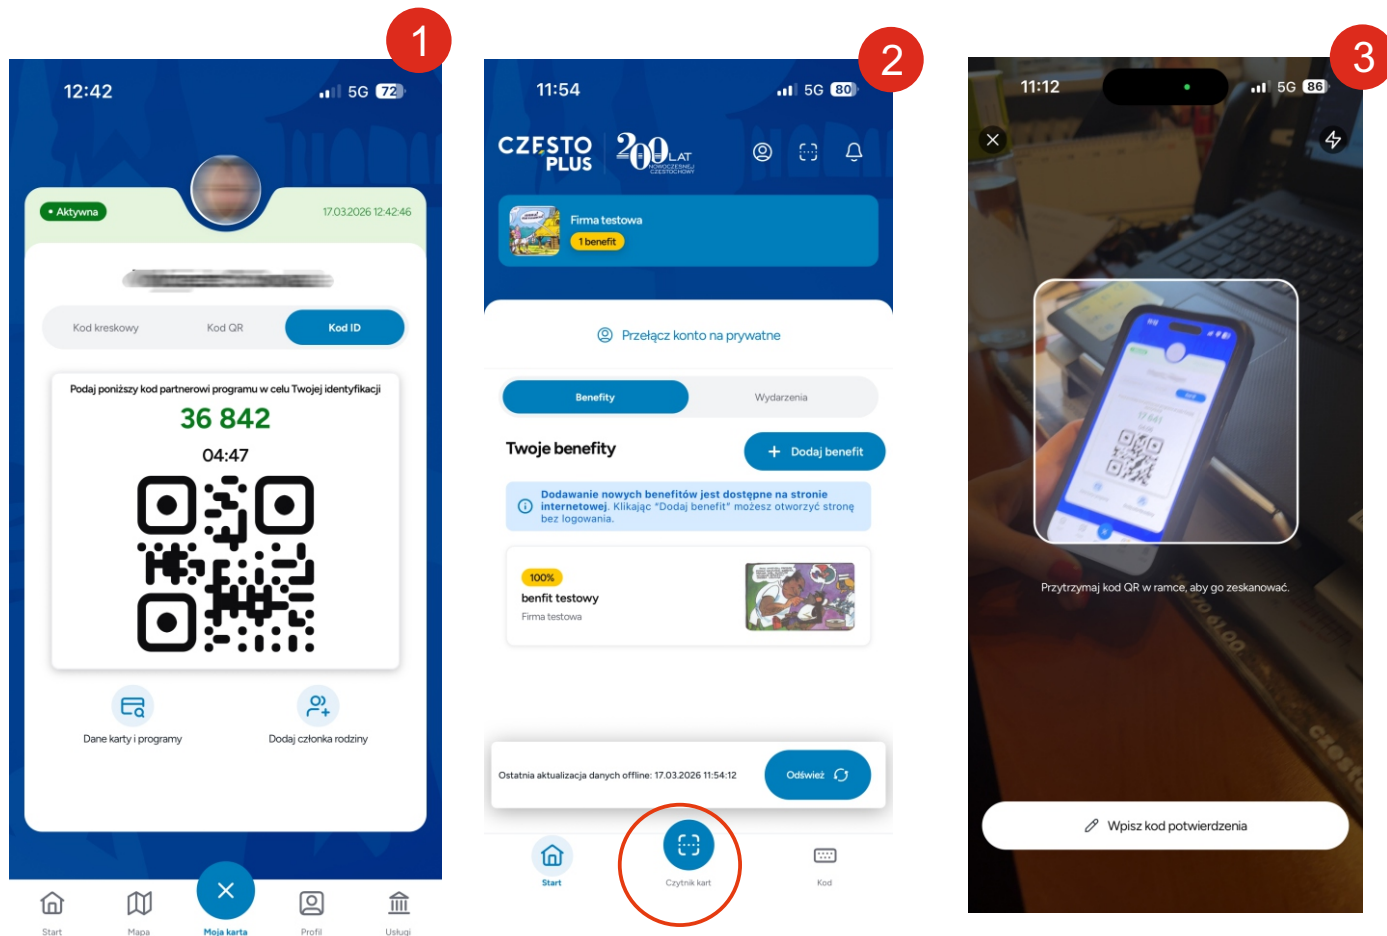 1
12:42
5G 72
Aktywna
17.03.2026 12:42:46
Kod kreskowy
Kod QR
Kod ID
Podaj poniższy kod partnerowi programu w celu Twojej identyfikacji
36 842
04:47
Dane karty i programy
Dodaj członka rodziny
Start
Mapa
Moja karta
Profil
Usługi
2
11:54
5G 80
CZĘSTO
PLUS
200 LAT
NOWOCZESNEJ
CZĘSTOCHOWY
Firma testowa
1 benefit
Przełącz konto na prywatne
Benefity
Wydarzenia
Twoje benefity
+ Dodaj benefit
Dodawanie nowych benefitów jest dostępne na stronie
internetowej. Klikając "Dodaj benefit" możesz otworzyć stronę
bez logowania.
100%
benfit testowy
Firma testowa
Ostatnia aktualizacja danych offline: 17.03.2026 11:54:12
Odśwież
Start
Czytnik kart
Kod
3
11:12
5G 86
17 641
Przytrzymaj kod QR w ramce, aby go zeskanować.
Wpisz kod potwierdzenia